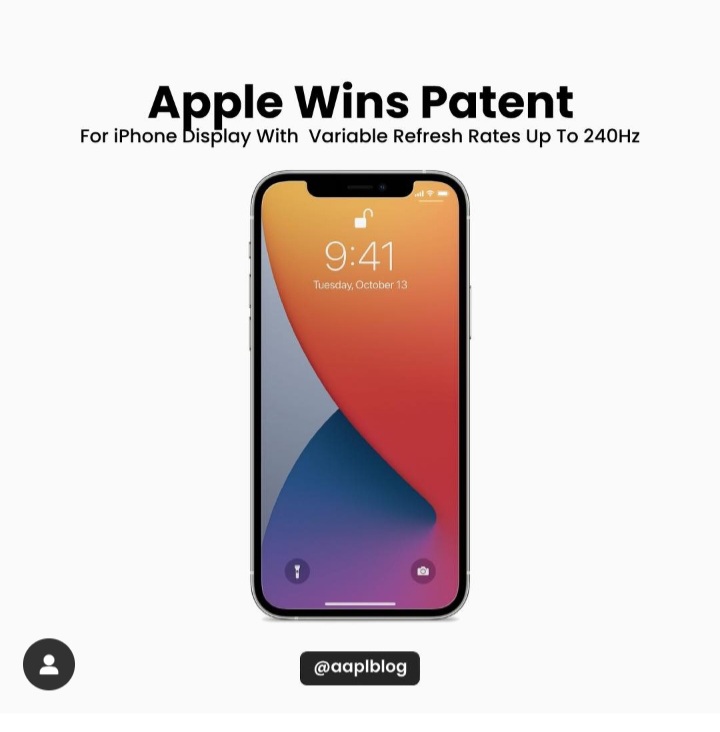 Apple Wins Patent
For iPhone Display With  Variable Refresh Rates Up To 240Hz
9:41
Tuesday, October 13
@aaplblog